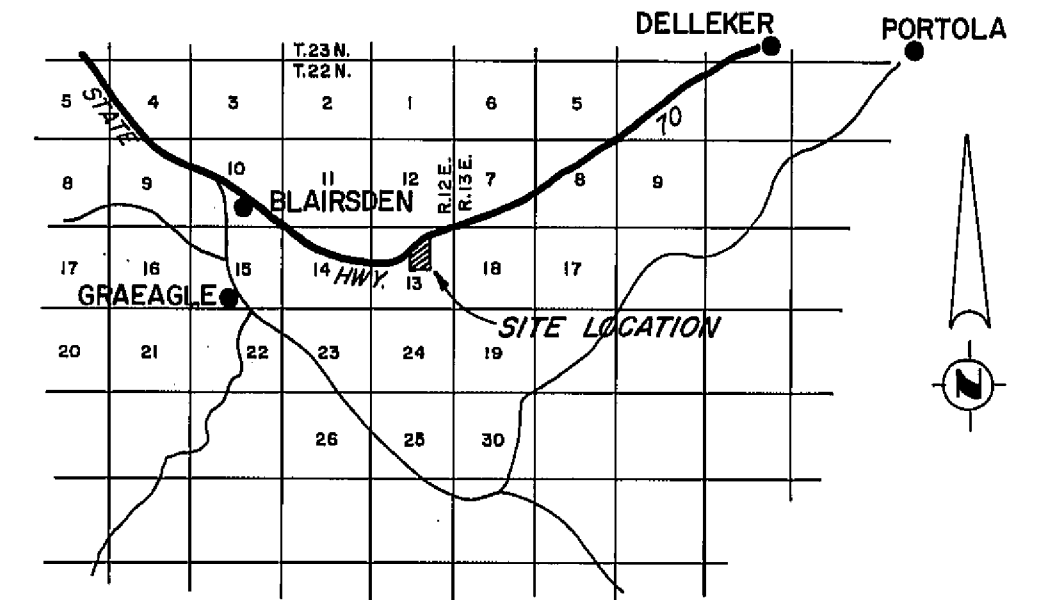 DELLEKER
PORTOLA
T.23 N.
T.22 N.
5 4 3 2 1 6 5
STATE
70
8 9 10 11 12 7 8 9
R.12 E.
R.13 E.
BLAIRSDEN
17 16 15 14 HWY. 13 18 17
GRAEAGLE
SITE LOCATION
20 21 22 23 24 19
26 25 30
N